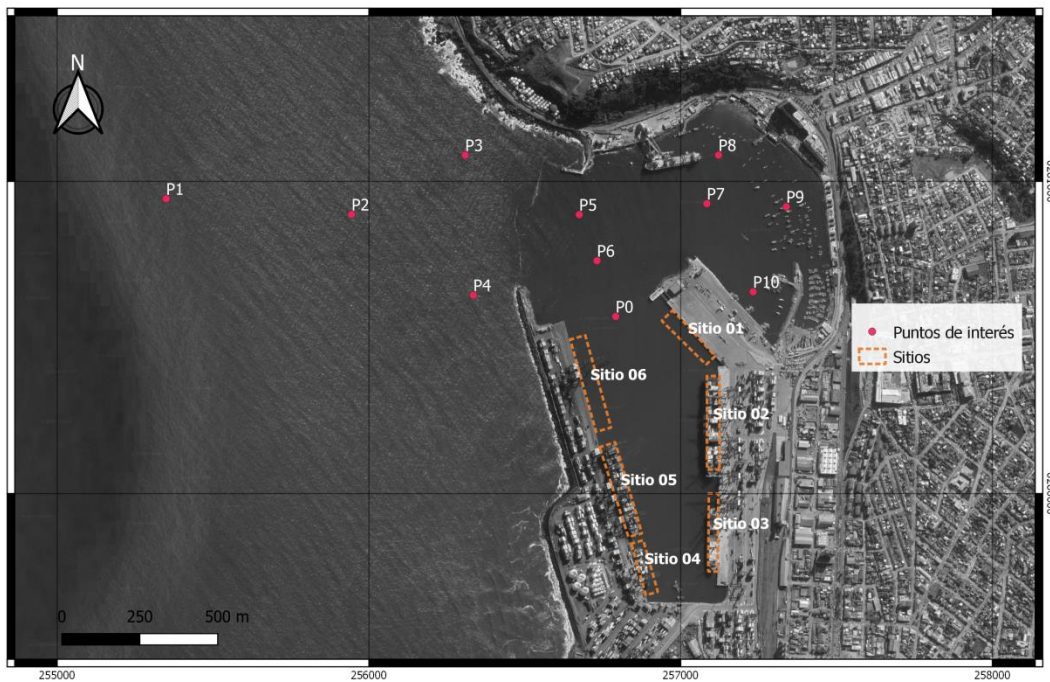 N
P3
P8
P1
P2
P5
P7
P9
P6
P4
P10
P0
Sitio 01
Puntos de interés
Sitios
Sitio 06
Sitio 02
Sitio 05
Sitio 03
Sitio 04
0 250 500 m
255000 256000 257000 258000